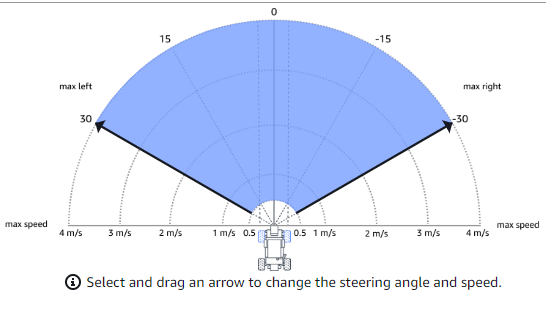 0
15
-15
max left
max right
30
-30
max speed
4 m/s 3 m/s 2 m/s 1 m/s 0.5 0.5 1 m/s 2 m/s 3 m/s 4 m/s
max speed
Select and drag an arrow to change the steering angle and speed.